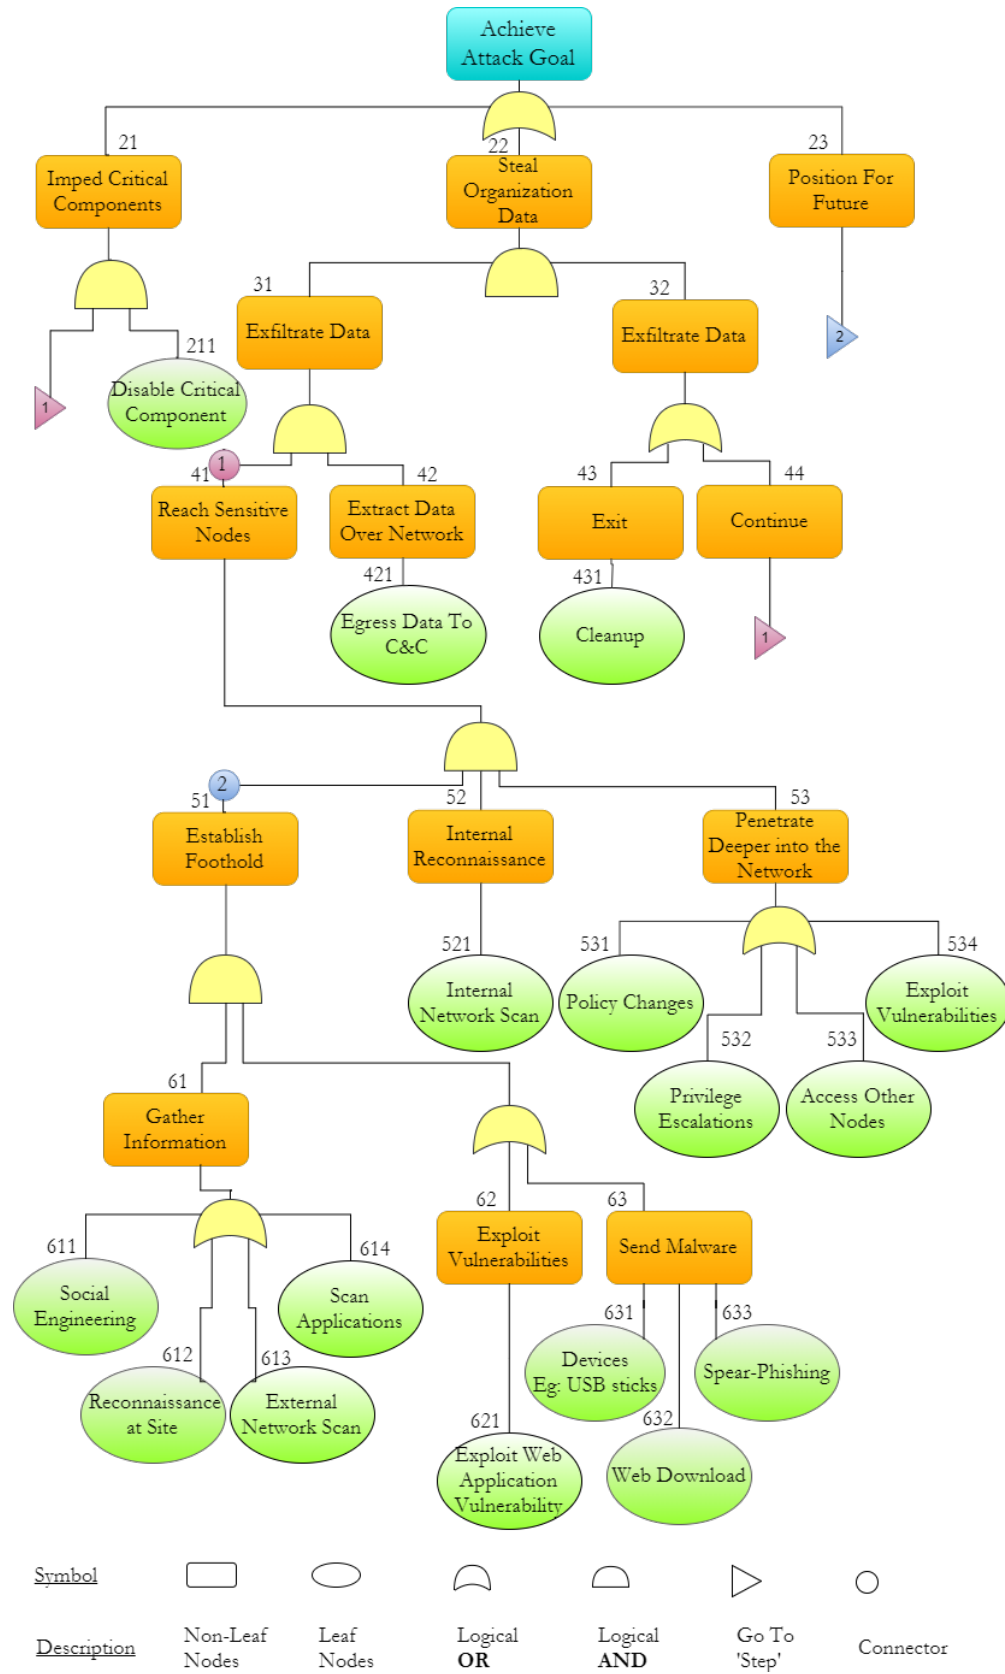 Achieve
Attack Goal
21
22
23
Imped Critical
Components
Steal
Organization
Data
Position For
Future
31
32
Exfiltrate Data
Exfiltrate Data
2
211
Disable Critical
Component
1
1
41
42
43
44
Reach Sensitive
Nodes
Extract Data
Over Network
Exit
Continue
421
431
Egress Data To
C&C
Cleanup
1
2
51
52
53
Establish
Foothold
Internal
Reconnaissance
Penetrate
Deeper into the
Network
521
531
534
Internal
Network Scan
Policy Changes
Exploit
Vulnerabilities
532
533
Privilege
Escalations
Access Other
Nodes
61
Gather
Information
62
63
Exploit
Vulnerabilities
Send Malware
611
614
Social
Engineering
Scan
Applications
612
613
Reconnaissance
at Site
External
Network Scan
631
633
Devices
Eg: USB sticks
Spear-Phishing
621
632
Exploit Web
Application
Vulnerability
Web Download
Symbol
Description
Non-Leaf
Nodes
Leaf
Nodes
Logical
OR
Logical
AND
Go To
'Step'
Connector